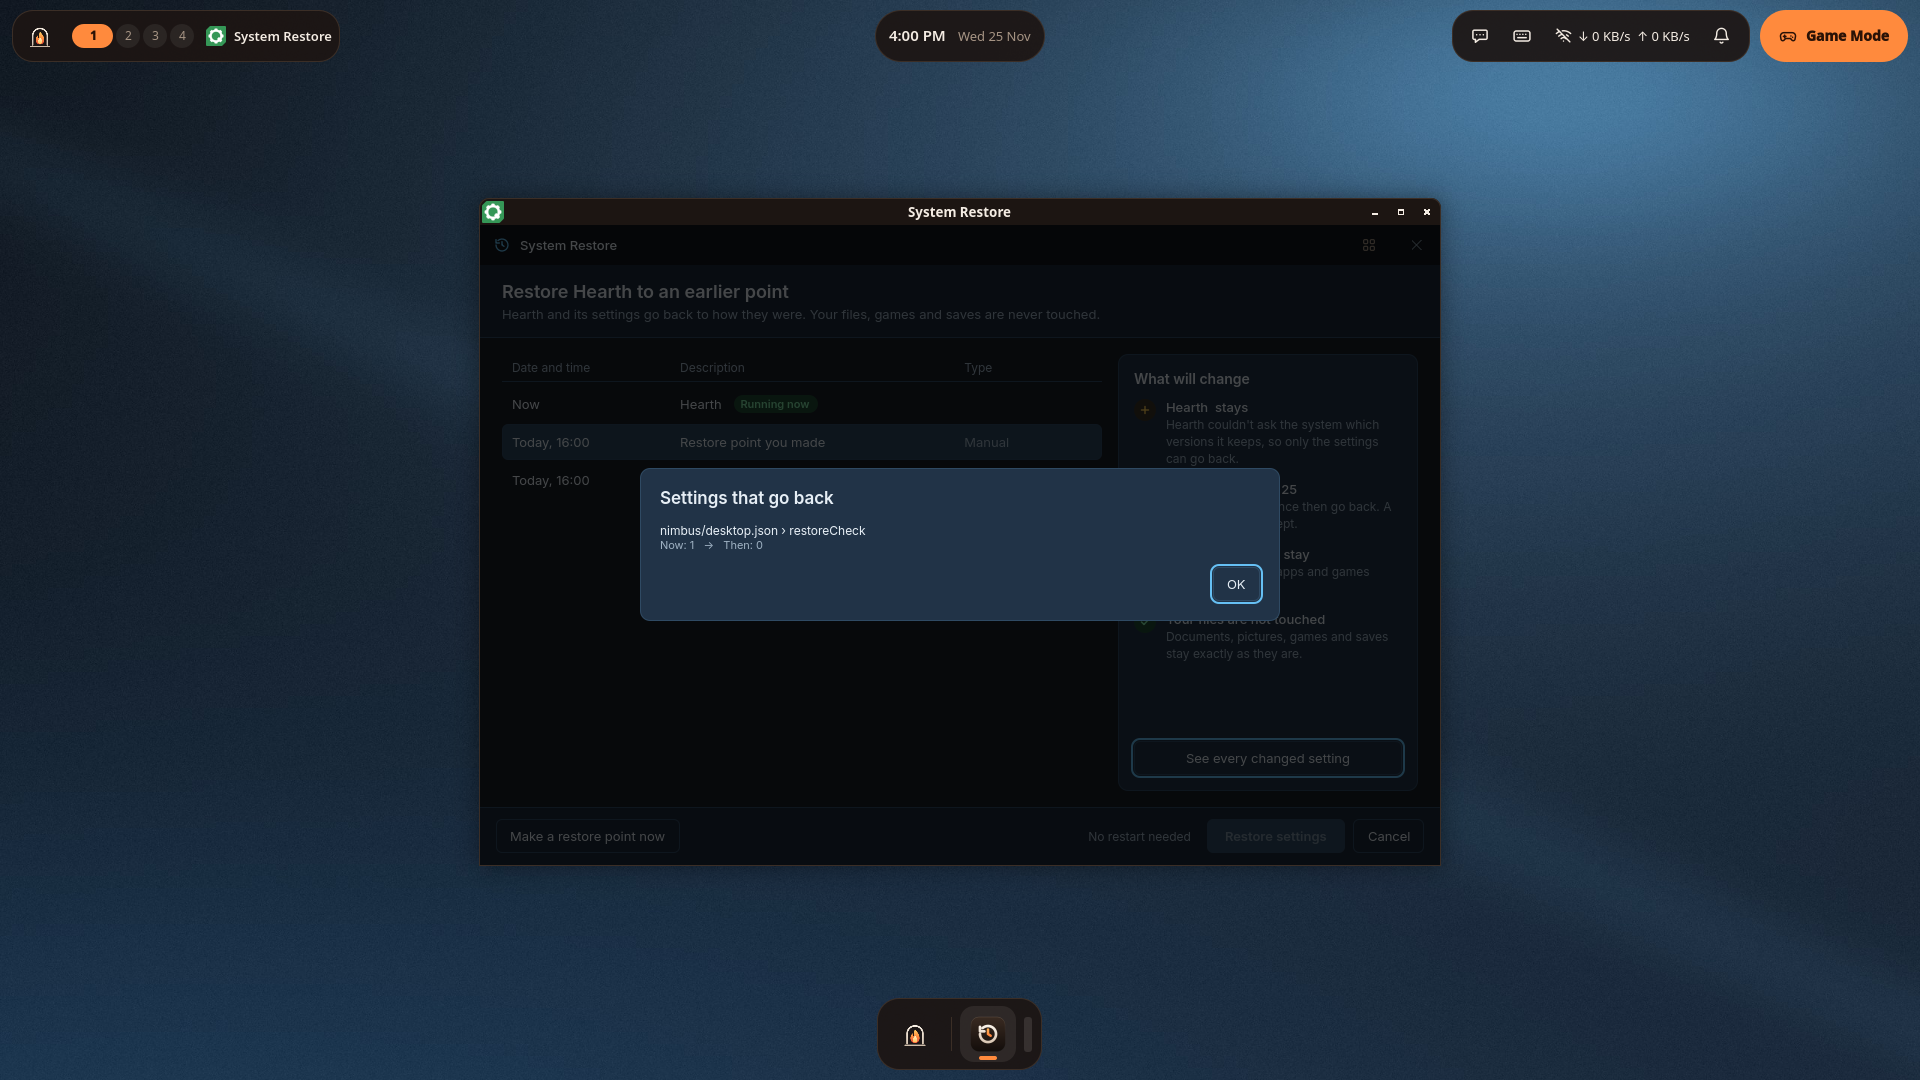 1 2 3 4 System Restore
4:00 PM Wed 25 Nov
↓ 0 KB/s ↑ 0 KB/s
Game Mode
System Restore
System Restore
Restore Hearth to an earlier point
Hearth and its settings go back to how they were. Your files, games and saves are never touched.
Date and time Description Type
Now Hearth Running now
Today, 16:00 Restore point you made Manual
Today, 16:00
What will change
Hearth stays
Hearth couldn't ask the system which
versions it keeps, so only the settings
can go back.
25
then go back. A
stay
apps and games
Your files are not touched
Documents, pictures, games and saves
stay exactly as they are.
See every changed setting
Settings that go back
nimbus/desktop.json › restoreCheck
Now: 1 → Then: 0
OK
Make a restore point now
No restart needed
Restore settings
Cancel